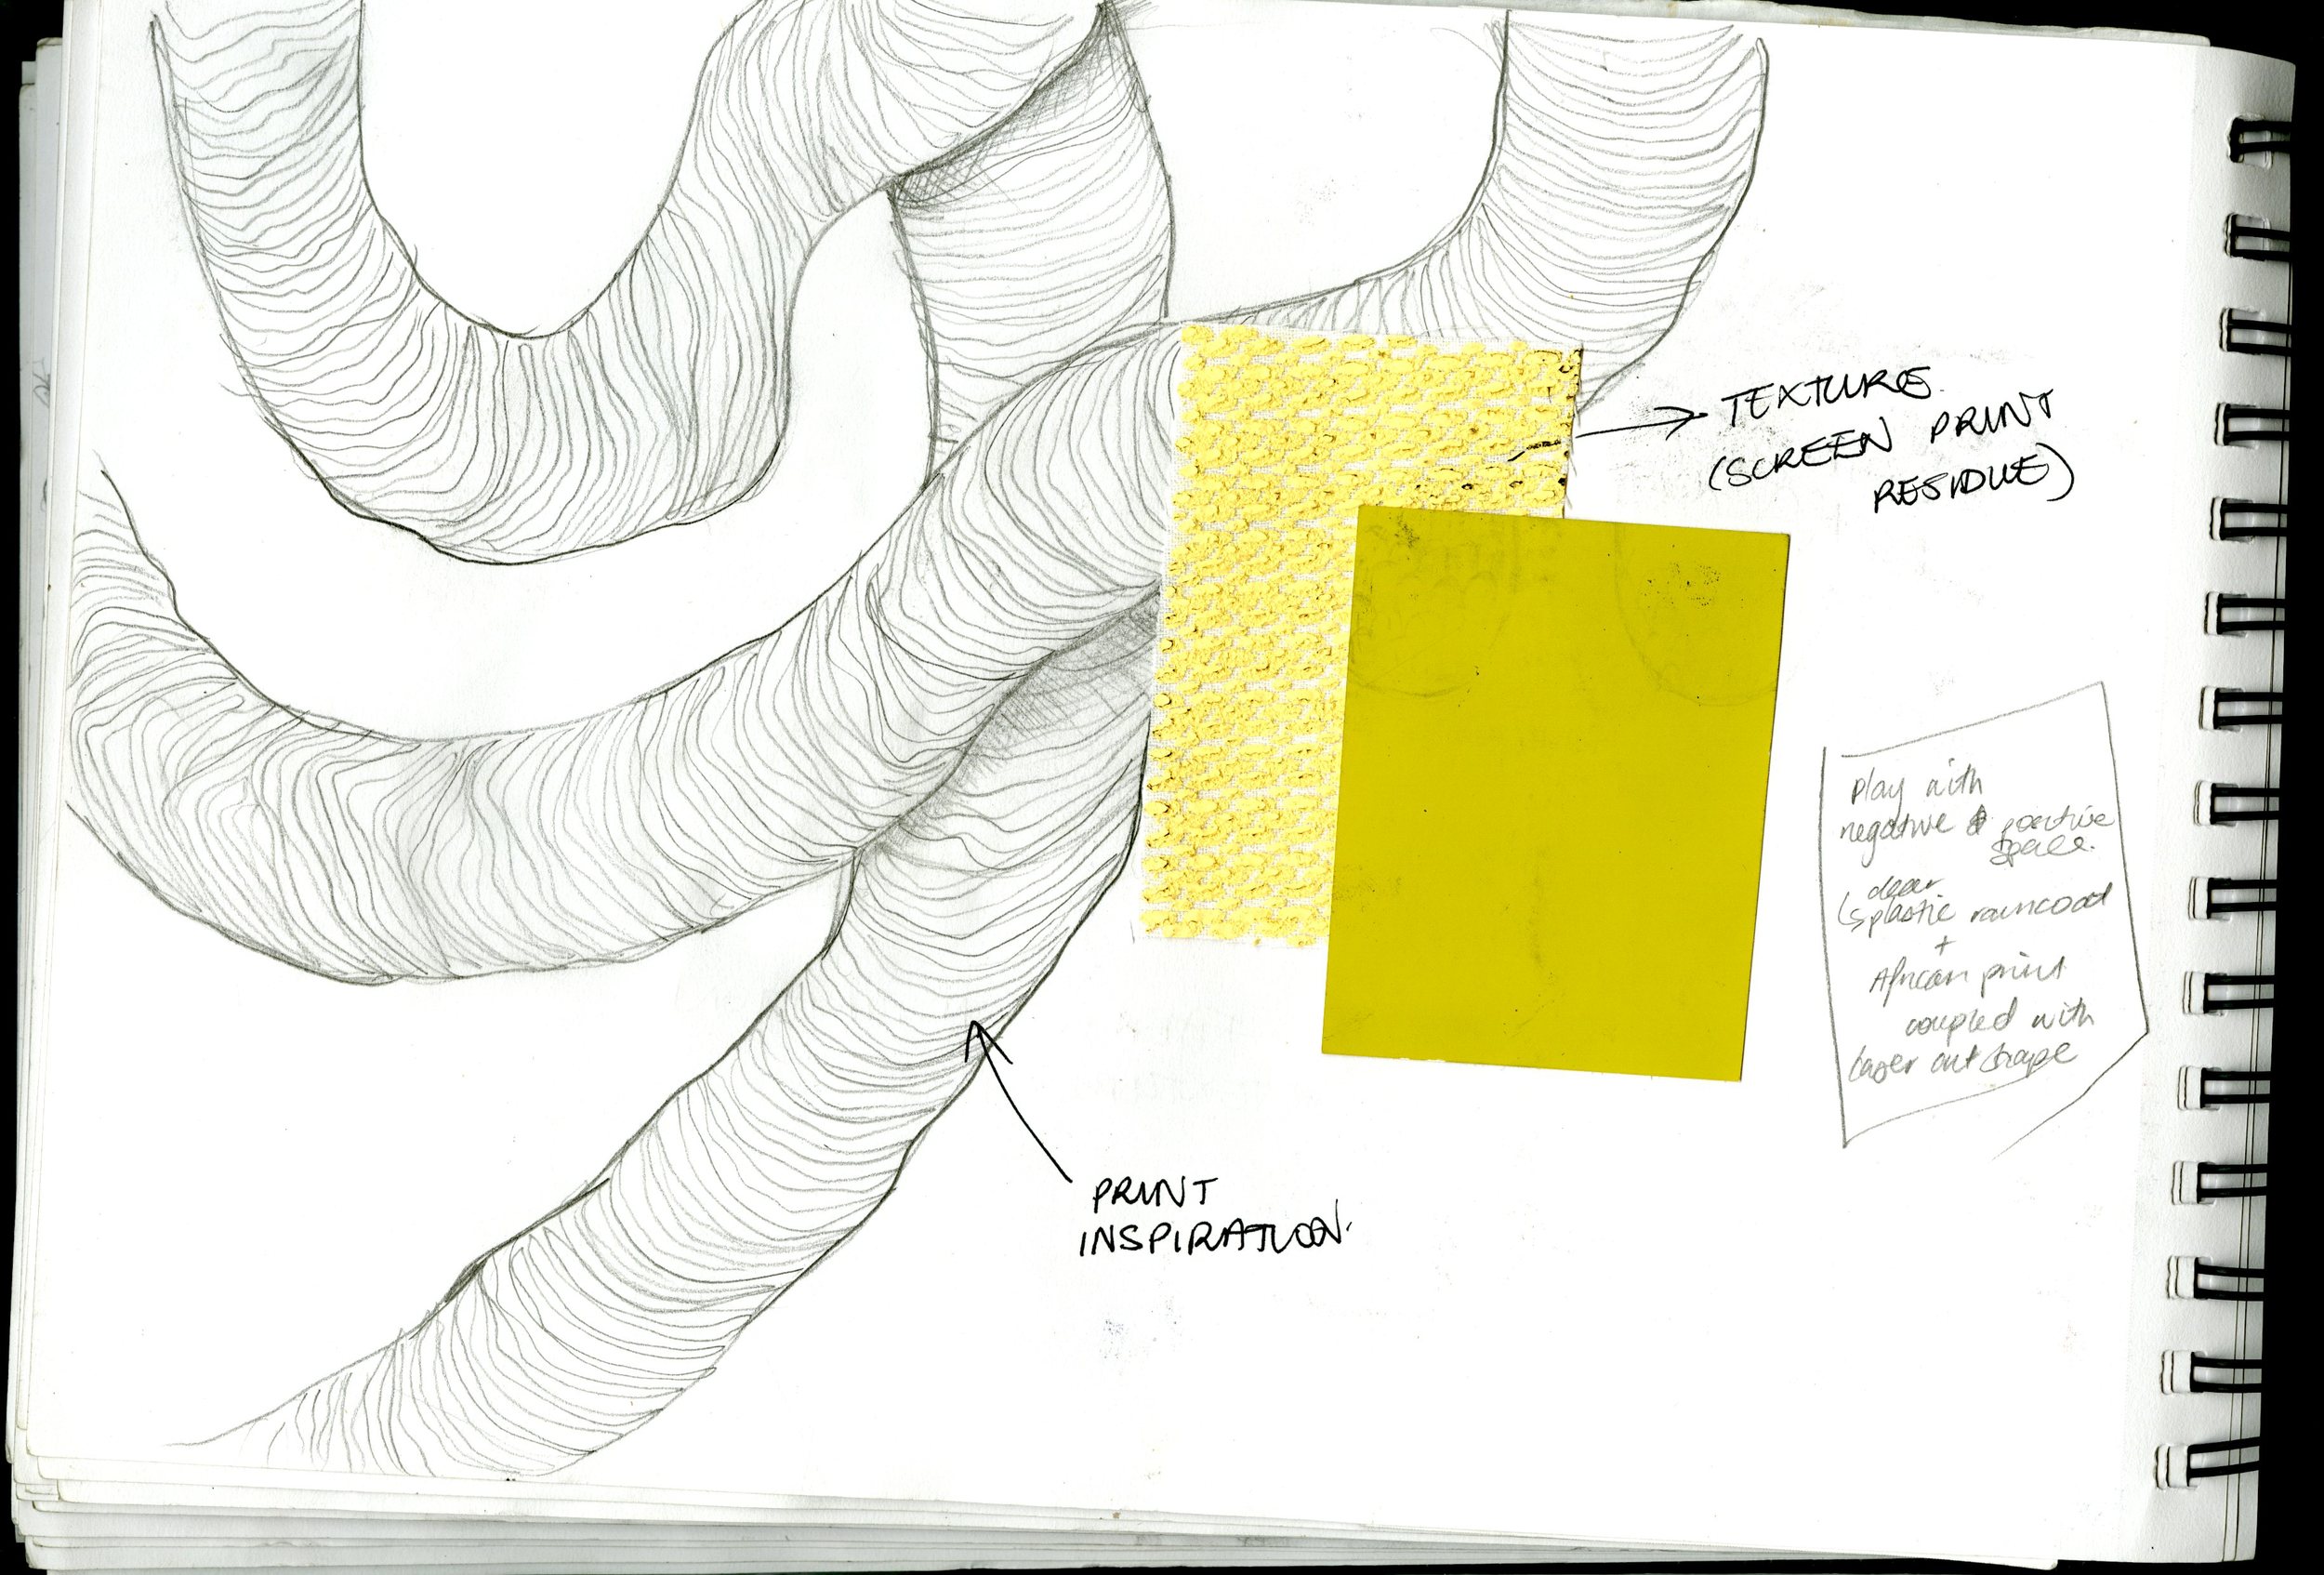 TEXTURE
(SCREEN PRINT
RESIDUE)
PRINT
INSPIRATION.
play with
negative & positive
space.
clear
plastic raincoat
+
African print
coupled with
laser cut shape